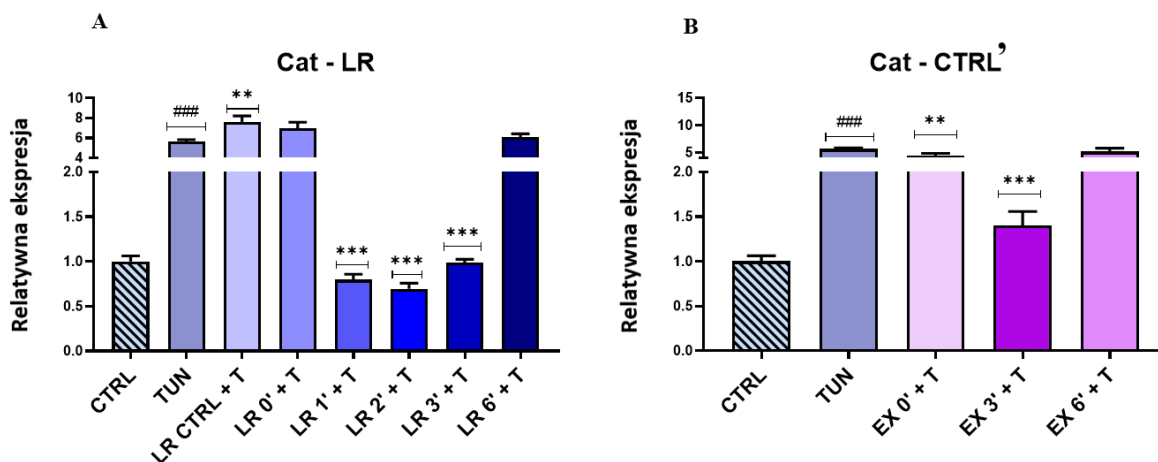 A
Cat - LR
Relatywna ekspresja
10
8
6
4
2.0
1.5
1.0
0.5
0.0
###
**
***
***
***
CTRL
TUN
LR CTRL + T
LR 0' + T
LR 1' + T
LR 2' + T
LR 3' + T
LR 6' + T
B
Cat - CTRL’
Relatywna ekspresja
15
10
5
2.0
1.5
1.0
0.5
0.0
###
**
***
CTRL
TUN
EX 0' + T
EX 3' + T
EX 6' + T